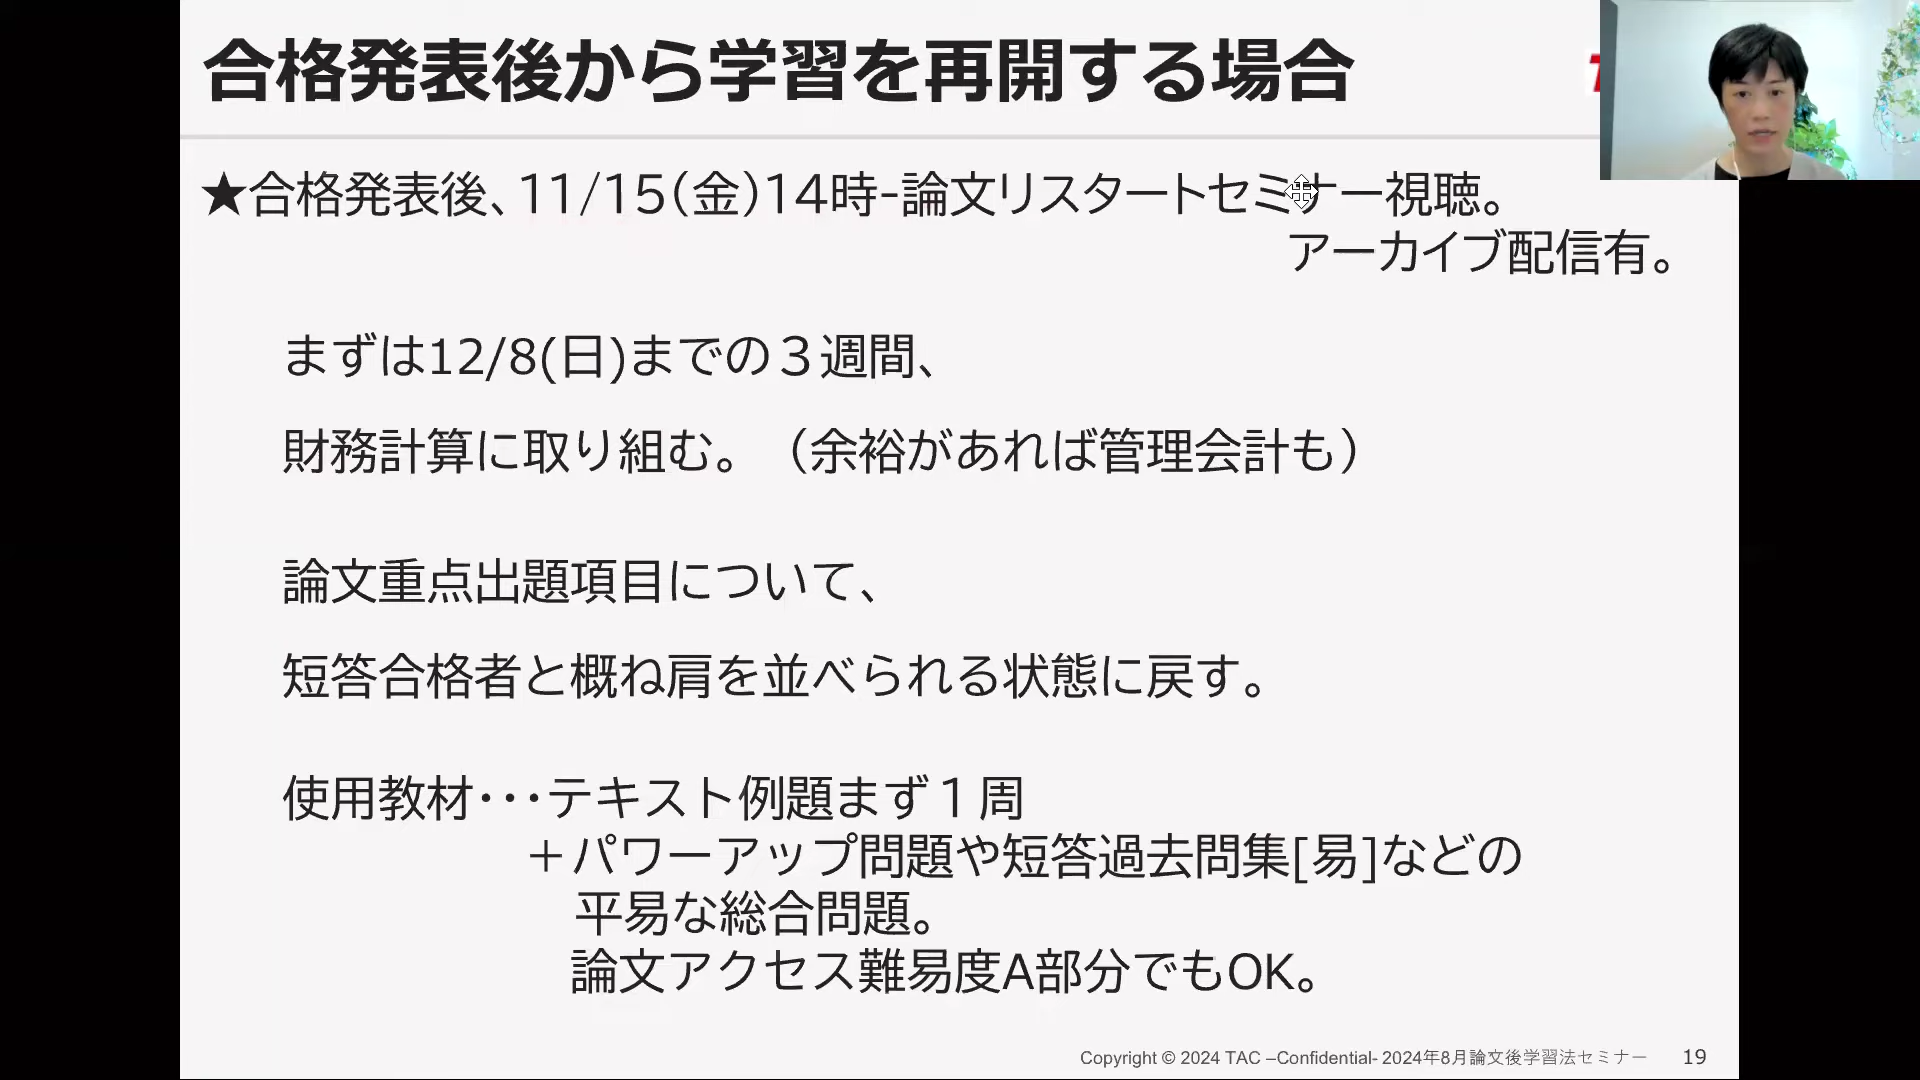 合格発表後から学習を再開する場合
★合格発表後、11/15(金)14時-論文リスタートセミナー視聴。
アーカイブ配信有。
まずは12/8(日)までの３週間、
財務計算に取り組む。（余裕があれば管理会計も）
論文重点出題項目について、
短答合格者と概ね肩を並べられる状態に戻す。
使用教材･･･テキスト例題まず１周
＋パワーアップ問題や短答過去問集[易]などの
平易な総合問題。
論文アクセス難易度A部分でもOK。
Copyright © 2024 TAC –Confidential- 2024年8月論文後学習法セミナー 19